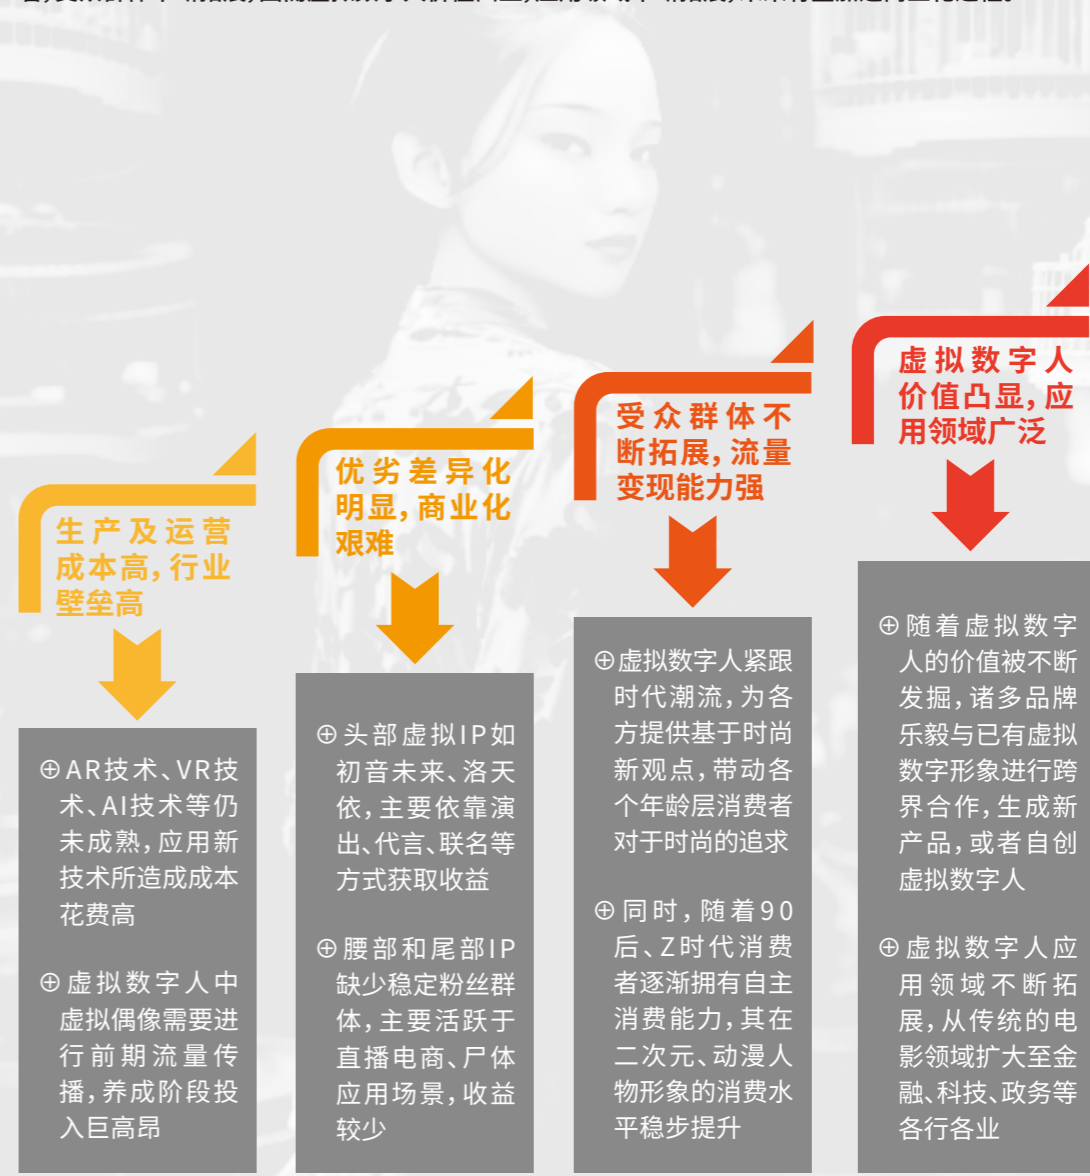 生产及运营
成本高，行业
壁垒高
⊕AR技术、VR技
术、AI技术等仍
未成熟，应用新
技术所造成成本
花费高
⊕虚拟数字人中
虚拟偶像需要进
行前期流量传
播，养成阶段投
入巨高昂
优劣差异化
明显，商业化
艰难
⊕头部虚拟IP如
初音未来、洛天
依，主要依靠演
出、代言、联名等
方式获取收益
⊕腰部和尾部IP
缺少稳定粉丝群
体，主要活跃于
直播电商、尸体
应用场景，收益
较少
受众群体不
断拓展，流量
变现能力强
⊕虚拟数字人紧跟
时代潮流，为各
方提供基于时尚
新观点，带动各
个年龄层消费者
对于时尚的追求
⊕同时，随着90
后、Z时代消费
者逐渐拥有自主
消费能力，其在
二次元、动漫人
物形象的消费水
平稳步提升
虚拟数字人
价值凸显，应
用领域广泛
⊕随着虚拟数字
人的价值被不断
发掘，诸多品牌
乐毅与已有虚拟
数字形象进行跨
界合作，生成新
产品，或者自创
虚拟数字人
⊕虚拟数字人应
用领域不断拓
展，从传统的电
影领域扩大至金
融、科技、政务等
各行各业